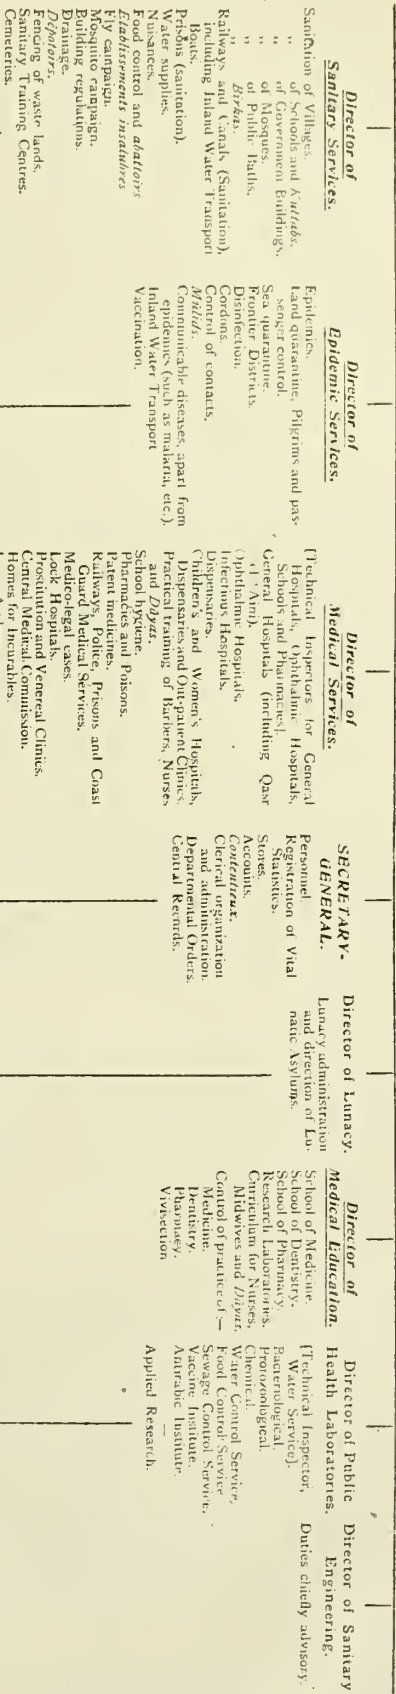 Director of
Sanitary Services.
Sanitation of Villages.
„ of Schools and Kuttabs.
„ of Government Buildings.
„ of Mosques.
„ of Public Baths.
„ Birkas.
Railways and Canals (Sanitation),
including Inland Water Transport
Boats.
Prisons (sanitation).
Water supplies.
Nuisances.
Food control and abattoirs
Etablissements insalubres
Fly campaign.
Mosquito campaign.
Building regulations.
Drainage.
Dépotoirs.
Fencing of waste lands.
Sanitary Training Centres.
Cemeteries.
Director of
Epidemic Services.
Epidemics.
Land quarantine, Pilgrims and pas-
senger control.
Sea quarantine.
Frontier Districts.
Disinfection.
Cordons.
Control of contacts.
Mûlids.
Communicable diseases, apart from
epidemics (such as malaria, etc.).
Inland Water Transport
Vaccination.
Director of
Medical Services.
[Technical Inspectors for General
Hospitals, Ophthalmic Hospitals,
Schools and Pharmacies].
General Hospitals (including Qasr
el 'Aini).
Ophthalmic Hospitals.
Infectious Hospitals.
Dispensaries.
Children's and Women's Hospitals,
Dispensaries and Out-patient Clinics.
Practical training of Barbers, Nurses
and Dayas.
School hygiene.
Pharmacies and Poisons.
Patent medicines.
Railways, Police, Prisons and Coast
Guard Medical Services.
Medico-legal cases.
Lock Hospitals.
Prostitution and Venereal Clinics.
Central Medical Commission.
Homes for Incurables.
SECRETARY-
GENERAL.
Personnel.
Registration of Vital
Statistics.
Stores.
Accounts.
Contentieux.
Clerical organization
and administration.
Departmental Orders.
Central Records.
Director of Lunacy.
Lunacy administration
and direction of Lu-
natic Asylums.
Director of
Medical Education.
School of Medicine.
School of Dentistry.
School of Pharmacy.
Research Laboratories.
Curriculum for Nurses,
Midwives and Dayas.
Control of practice of :—
Medicine.
Dentistry.
Pharmacy.
Vivisection
Director of Public
Health Laboratories.
[Technical Inspector,
Water Service].
Bacteriological.
Protozoological.
Chemical.
Water Control Service,
Food Control Service
Sewage Control Service,
Vaccine Institute.
Antirabic Institute.
—
Applied Research.
Director of Sanitary
Engineering.
Duties chiefly advisory.